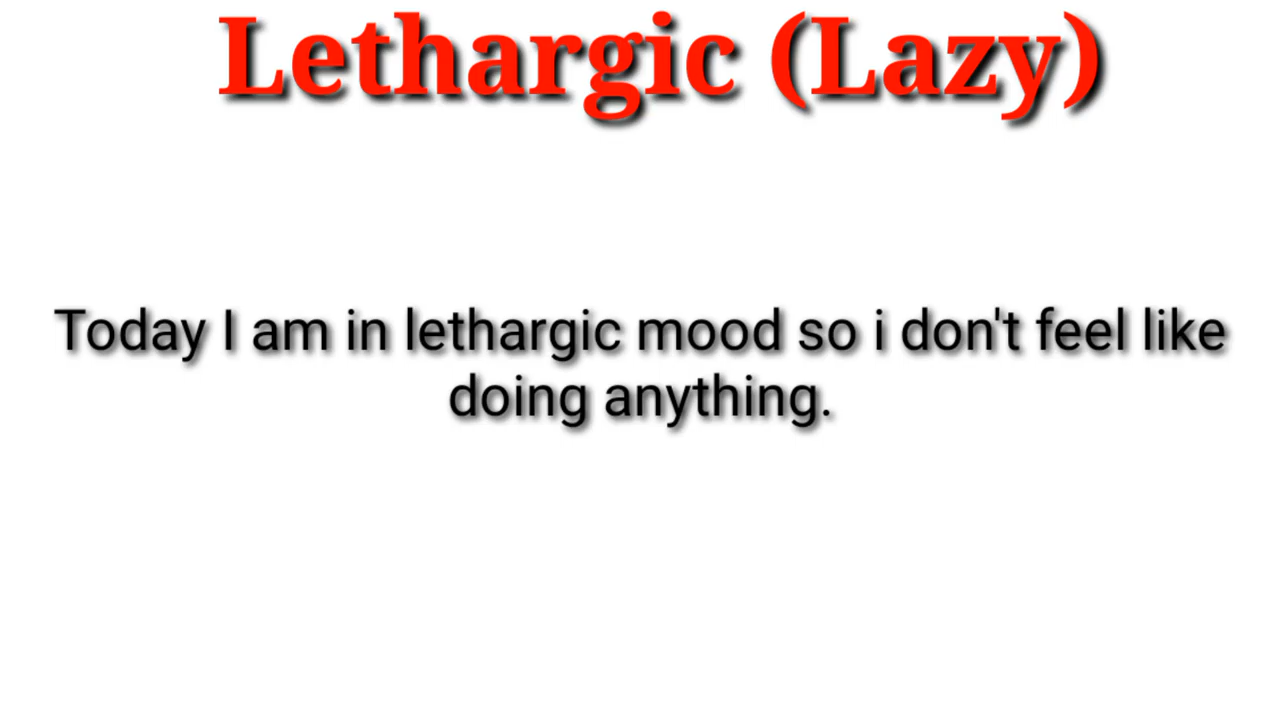 Lethargic (Lazy)
Today I am in lethargic mood so i don't feel like
doing anything.